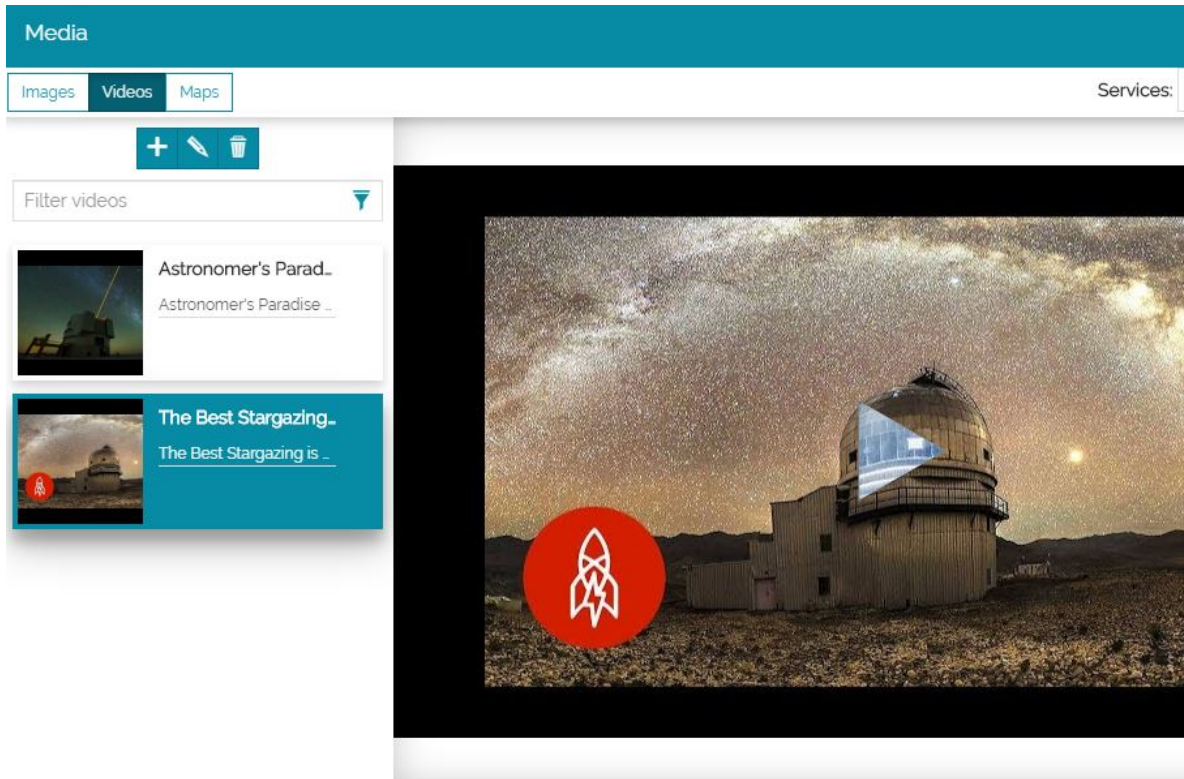 Media
Images Videos Maps
Services:
Filter videos
Astronomer's Parad...
Astronomer's Paradise ...
The Best Stargazing...
The Best Stargazing is ...